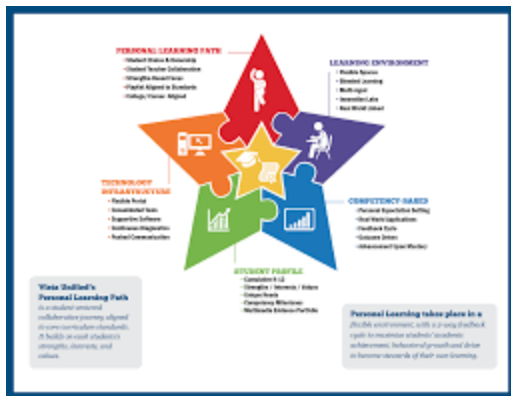 PERSONAL LEARNING PATH
• Student Choice & Ownership
• Student Teacher Collaboration
• Strengths Based Focus
• Playlist Aligned to Standards
• College/Career Aligned
LEARNING ENVIRONMENT
• Flexible Spaces
• Blended Learning
• Multi-aged
• Innovation Labs
• Real World Linked
TECHNOLOGY
INFRASTRUCTURE
• Flexible Portal
• Consolidated Data
• Supportive Software
• Continuous Diagnostics
• Posted Communication
COMPETENCY-BASED
• Personal Expectation Setting
• Real World Applications
• Feedback Cycle
• Outcome Driven
• Advancement Upon Mastery
STUDENT PROFILE
• Cumulative K-12
• Strengths / Interests / Values
• Unique Needs
• Competency Milestones
• Multimedia Evidence Portfolio
Vista Unified's
Personal Learning Path
is a student centered
collaborative journey, aligned
to core curriculum standards.
It builds on each student's
strengths, interests, and
values.
Personal Learning takes place in a
flexible environment, with a 2-way feedback
cycle to maximize students' academic
achievement, behavioral growth and drive
to become stewards of their own learning.